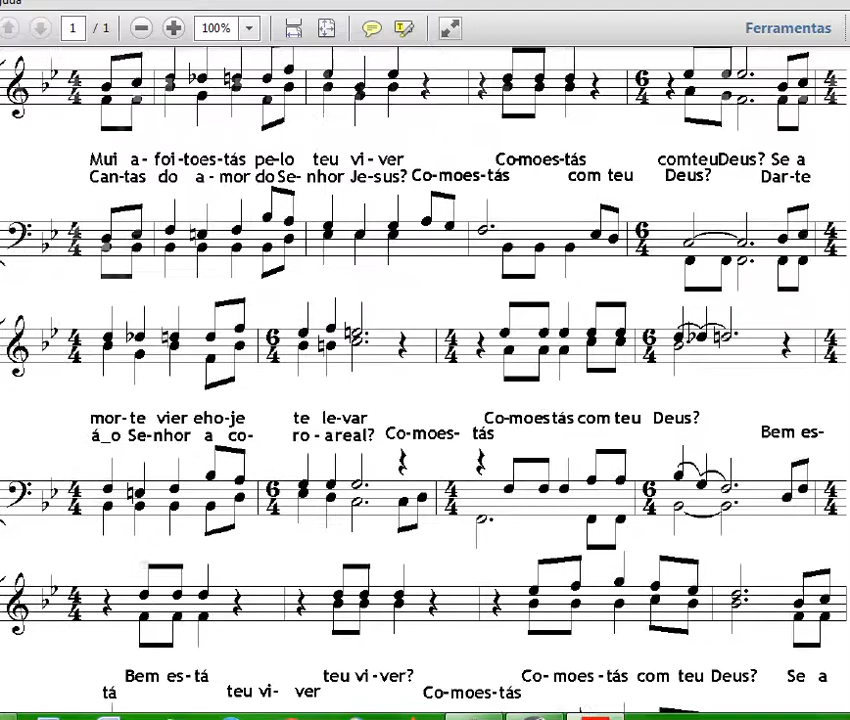 juda
1 / 1 100% Ferramentas
Mui a-foi-toes-tás pe-lo teu vi-ver Co-moes-tás comteuDeus? Se a
Can-tas do a-mor do Se-nhor Je-sus? Co-moes-tás com teu Deus? Dar-te
mor-te vier eho-je te le-var Co-moestás com teu Deus?
á_o Se-nhor a co- ro-areal? Co-moes- tás Bem es-
Bem es-tá teu vi-ver? Co-moes-tás com teu Deus? Se a
tá teu vi- ver Co-moes-tás